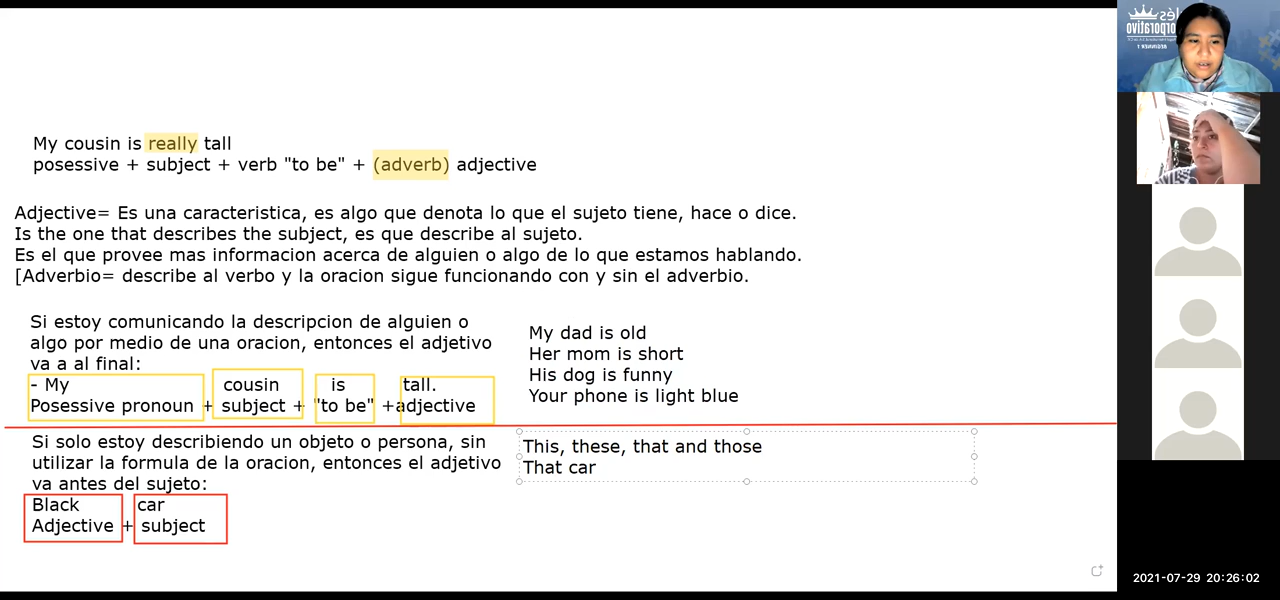 My cousin is really tall
posessive + subject + verb "to be" + (adverb) adjective
Adjective= Es una caracteristica, es algo que denota lo que el sujeto tiene, hace o dice.
Is the one that describes the subject, es que describe al sujeto.
Es el que provee mas informacion acerca de alguien o algo de lo que estamos hablando.
[Adverbio= describe al verbo y la oracion sigue funcionando con y sin el adverbio.
Si estoy comunicando la descripcion de alguien o
algo por medio de una oracion, entonces el adjetivo
va a al final:
- My cousin is tall.
Posessive pronoun + subject + "to be" +adjective
My dad is old
Her mom is short
His dog is funny
Your phone is light blue
Si solo estoy describiendo un objeto o persona, sin
utilizar la formula de la oracion, entonces el adjetivo
va antes del sujeto:
Black car
Adjective + subject
This, these, that and those
That car
2021-07-29 20:26:02